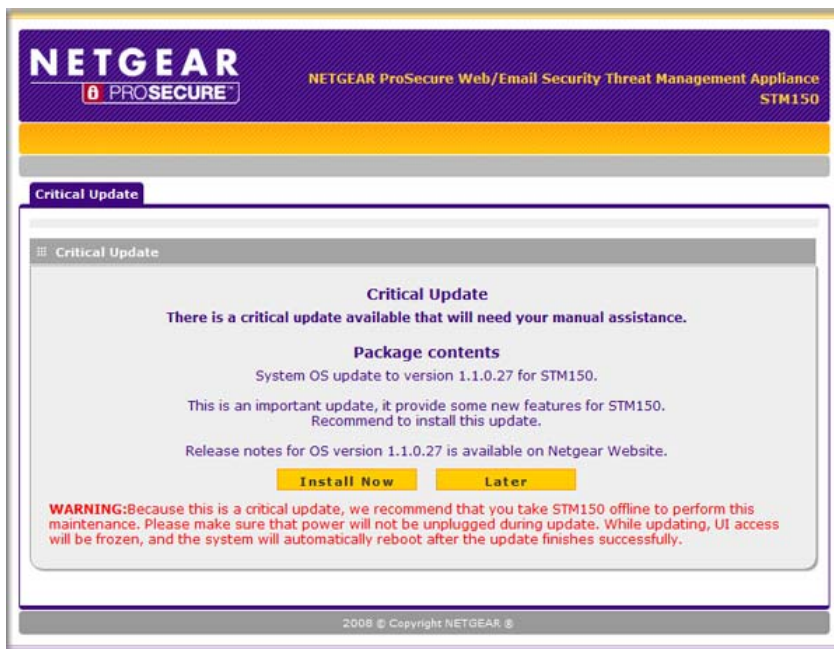 NETGEAR
PROSECURE™
NETGEAR ProSecure Web/Email Security Threat Management Appliance
STM150
Critical Update
Critical Update
Critical Update
There is a critical update available that will need your manual assistance.
Package contents
System OS update to version 1.1.0.27 for STM150.
This is an important update, it provide some new features for STM150.
Recommend to install this update.
Release notes for OS version 1.1.0.27 is available on Netgear Website.
Install Now
Later
WARNING:Because this is a critical update, we recommend that you take STM150 offline to perform this
maintenance. Please make sure that power will not be unplugged during update. While updating, UI access
will be frozen, and the system will automatically reboot after the update finishes successfully.
2008 © Copyright NETGEAR ®